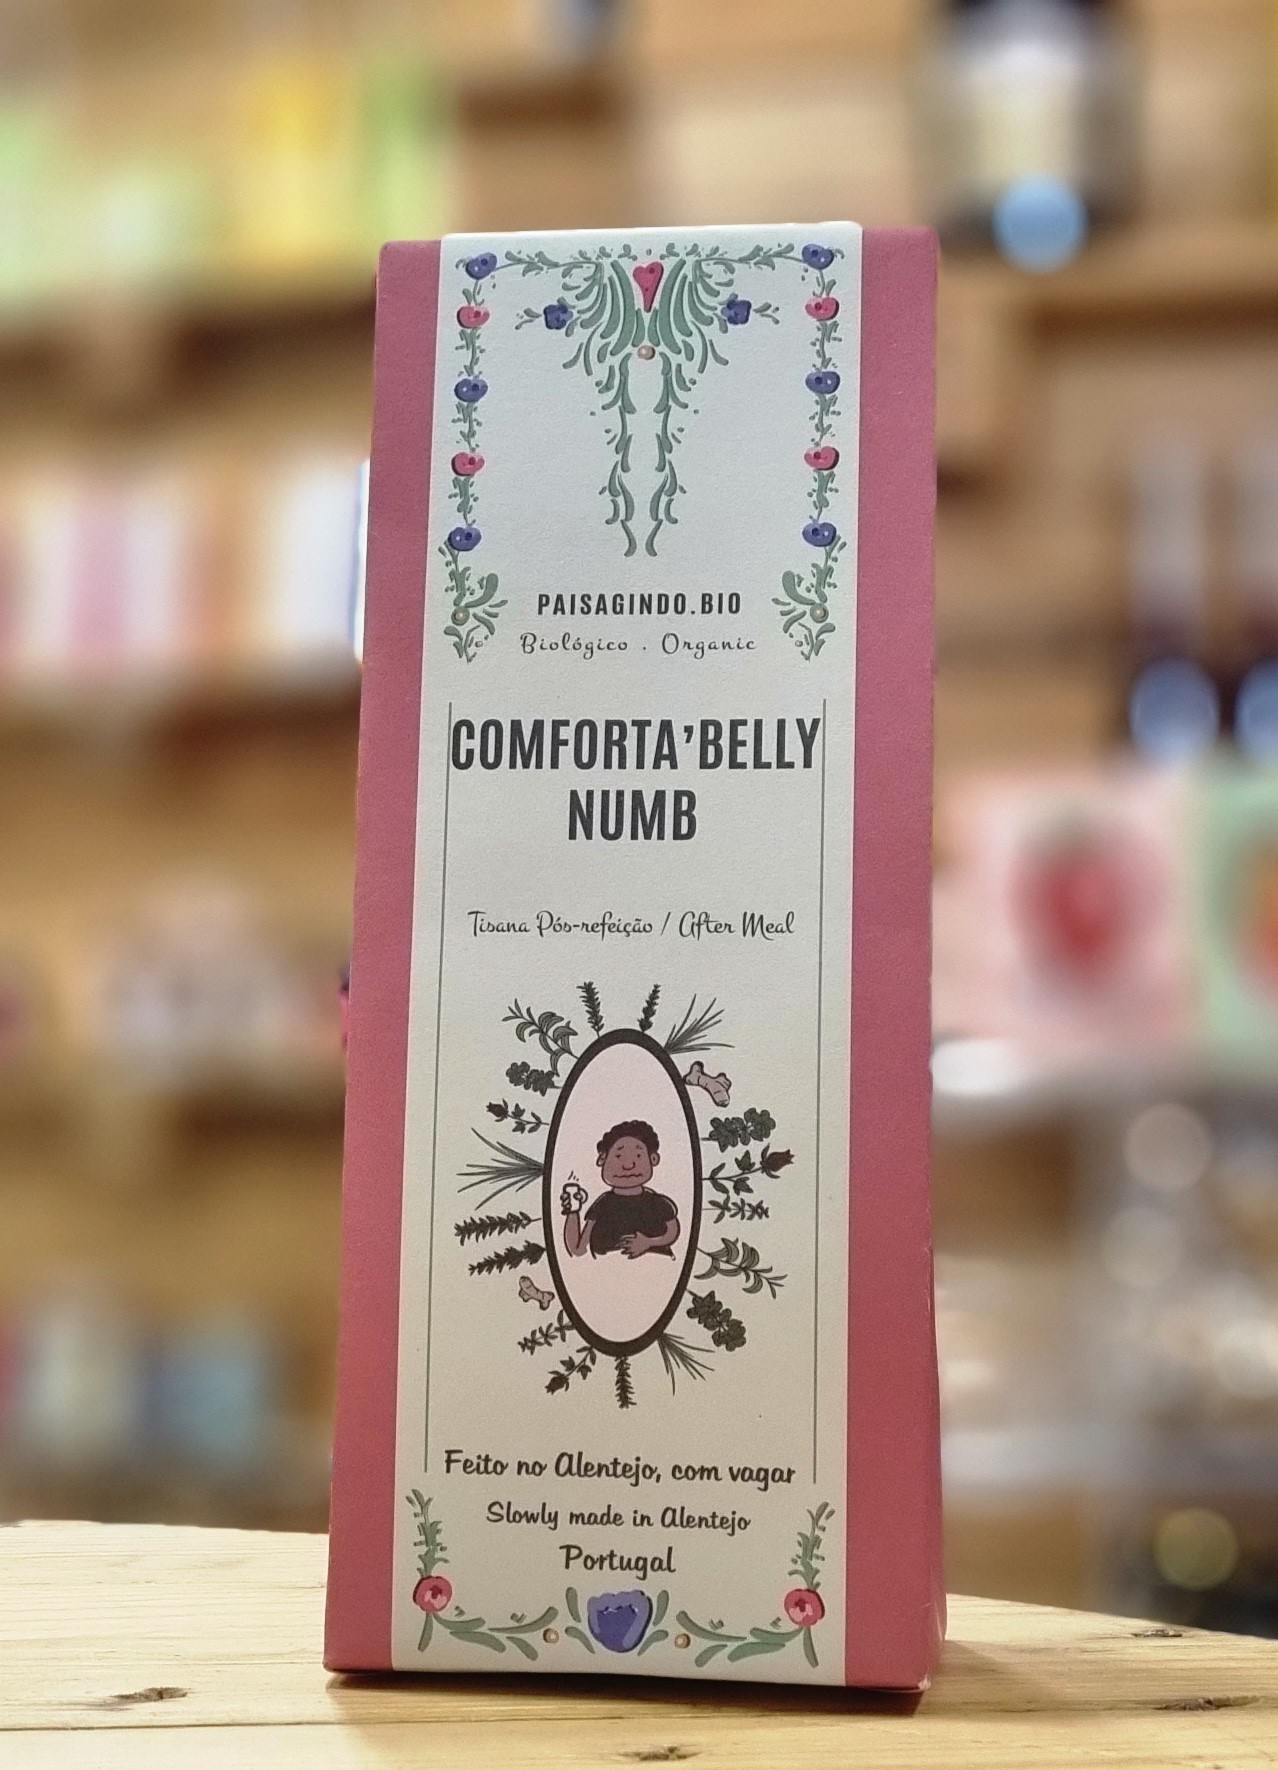 PAISAGINDO.BIO
Biológico . Organic
COMFORTA'BELLY
NUMB
Tisana Pós-refeição / After Meal
Feito no Alentejo, com vagar
Slowly made in Alentejo
Portugal